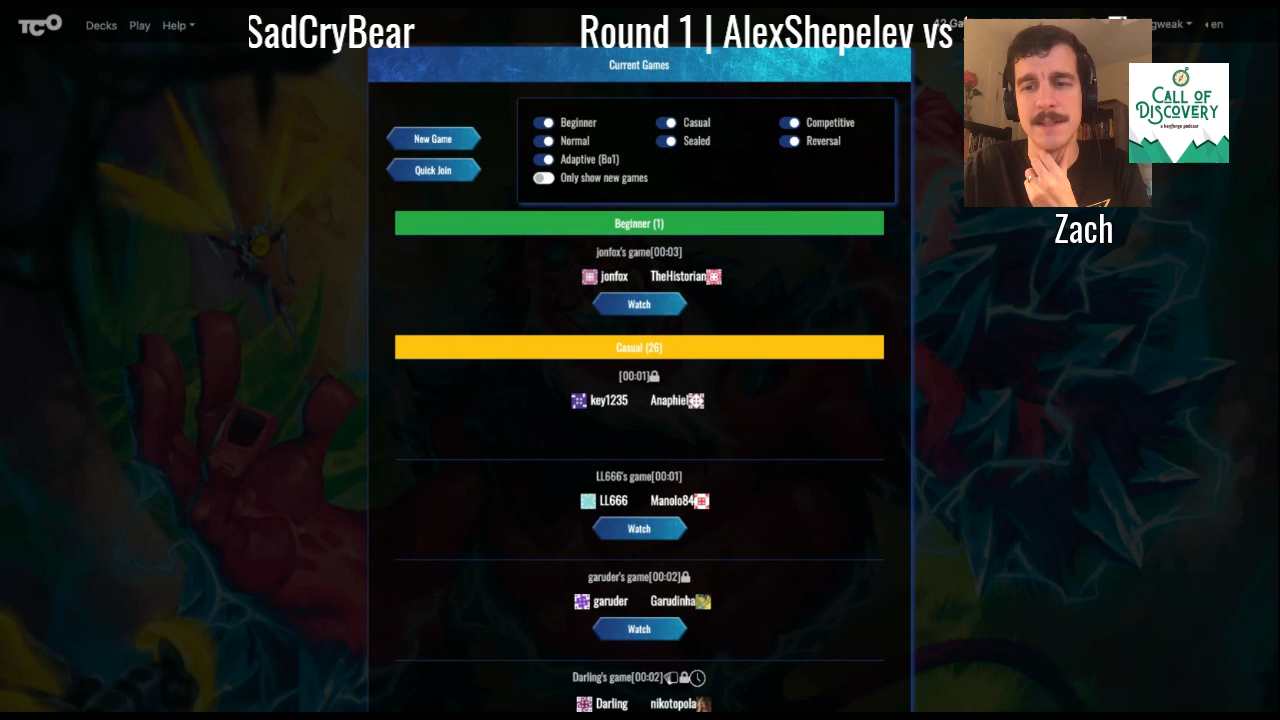 TCO Decks Play Help gweak en
SadCryBear Round 1 | AlexShepelev vs
Current Games
CALL OF DISCOVERY
a keyforge podcast
New Game
Quick Join
Beginner Casual Competitive
Normal Sealed Reversal
Adaptive (Bo1)
Only show new games
Zach
Beginner (1)
jonfox's game[00:03]
jonfox TheHistorian
Watch
Casual (26)
[00:01]
key1235 Anaphiel
LL666's game[00:01]
LL666 Manolo84
Watch
garuder's game[00:02]
garuder Garudinha
Watch
Darling's game[00:02]
Darling nikotopola